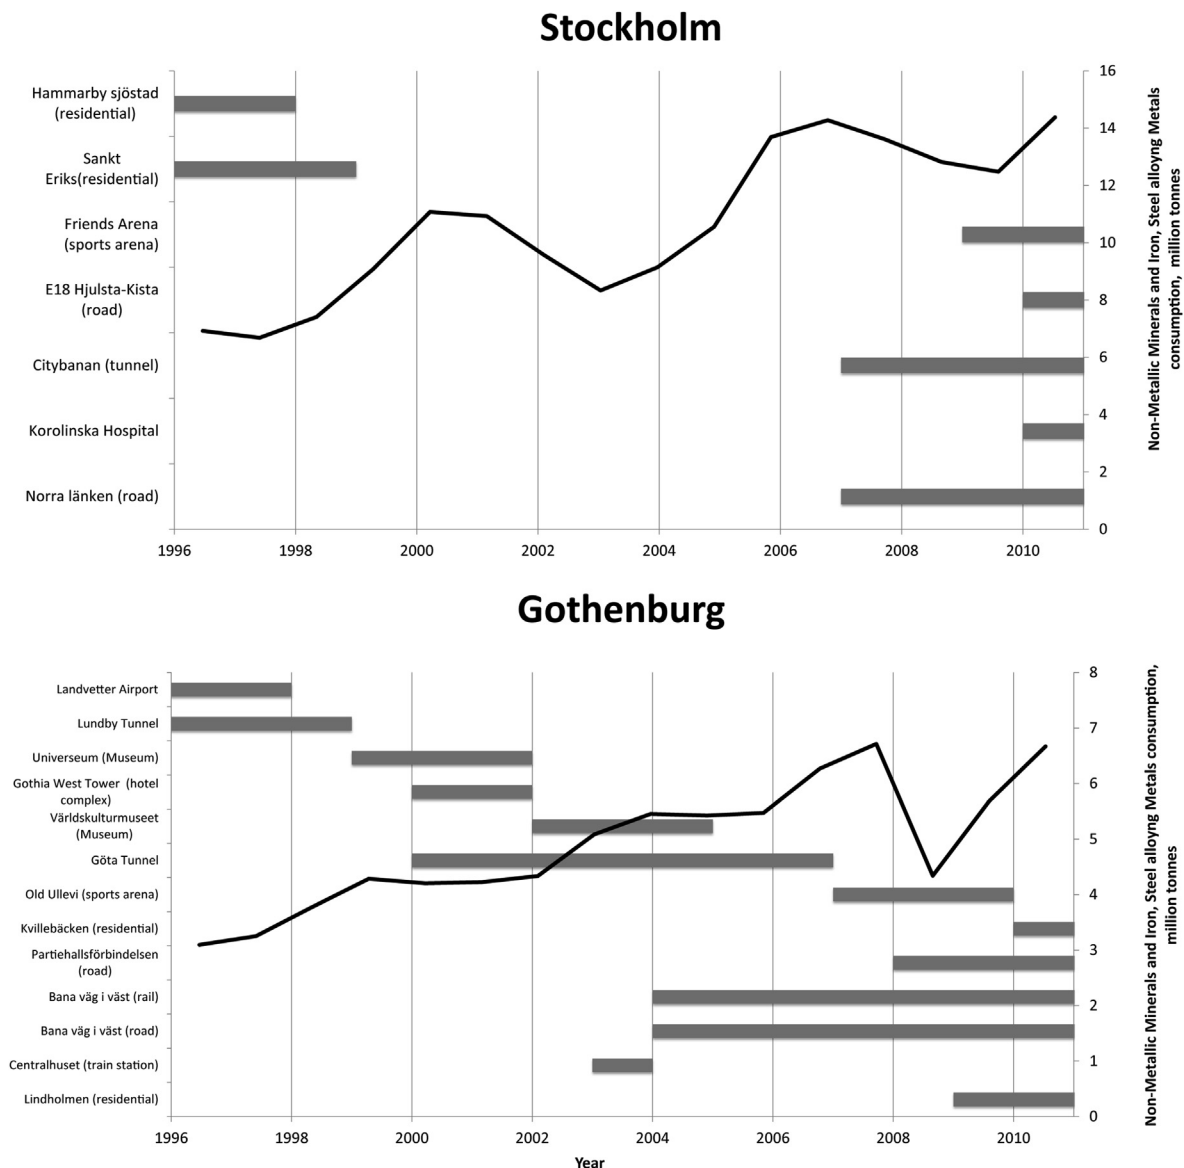 Stockholm
Hammarby sjöstad
(residential)
Sankt
Eriks(residential)
Friends Arena
(sports arena)
E18 Hjulsta-Kista
(road)
Citybanan (tunnel)
Korolinska Hospital
Norra länken (road)
16
14
12
10
8
6
4
2
0
Non-Metallic Minerals and Iron, Steel alloyng Metals
consumption, million tonnes
1996
1998
2000
2002
2004
2006
2008
2010
Gothenburg
Landvetter Airport
Lundby Tunnel
Universeum (Museum)
Gothia West Tower (hotel
complex)
Världskulturmuseet
(Museum)
Göta Tunnel
Old Ullevi (sports arena)
Kvillebäcken (residential)
Partiehallsförbindelsen
(road)
Bana väg i väst (rail)
Bana väg i väst (road)
Centralhuset (train station)
Lindholmen (residential)
8
7
6
5
4
3
2
1
0
Non-Metallic Minerals and Iron, Steel alloyng Metals consumption,
million tonnes
1996
1998
2000
2002
2004
2006
2008
2010
Year